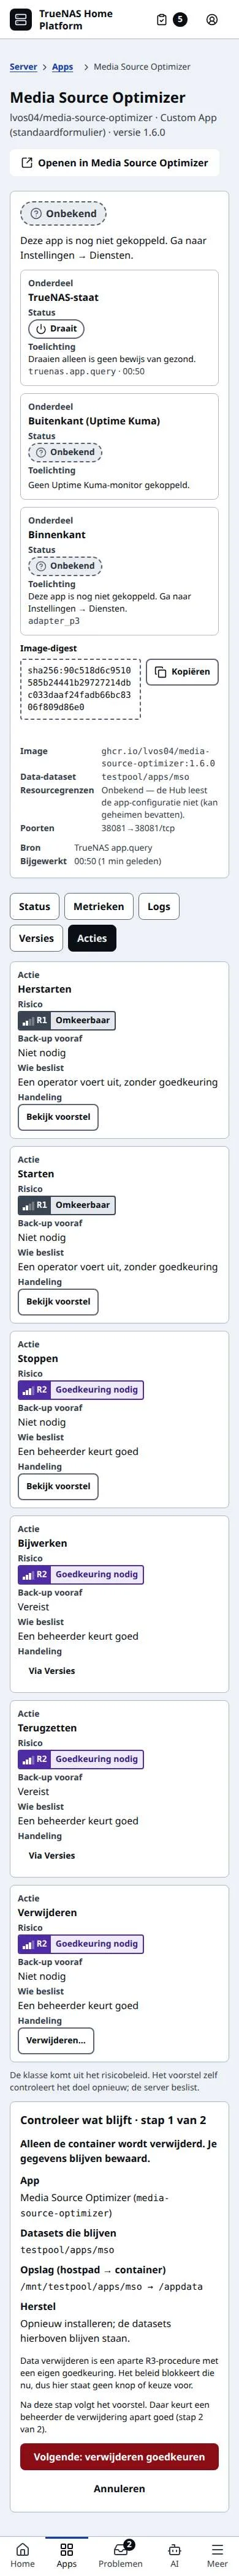 TrueNAS Home
Platform
5
Server > Apps > Media Source Optimizer
Media Source Optimizer
lvos04/media-source-optimizer · Custom App
(standaardformulier) · versie 1.6.0
Openen in Media Source Optimizer
Onbekend
Deze app is nog niet gekoppeld. Ga naar
Instellingen → Diensten.
Onderdeel
TrueNAS-staat
Status
Draait
Toelichting
Draaien alleen is geen bewijs van gezond.
truenas.app.query · 00:50
Onderdeel
Buitenkant (Uptime Kuma)
Status
Onbekend
Toelichting
Geen Uptime Kuma-monitor gekoppeld.
Onderdeel
Binnenkant
Status
Onbekend
Toelichting
Deze app is nog niet gekoppeld. Ga naar
Instellingen → Diensten.
adapter_p3
Image-digest
sha256:90c518d6c9510
585b24441b29727214db
c033daaf24fadb66bc83
06f809d86e0
Kopiëren
Image ghcr.io/lvos04/media-
source-optimizer:1.6.0
Data-dataset testpool/apps/mso
Resourcegrenzen Onbekend — de Hub leest
de app-configuratie niet (kan
geheimen bevatten).
Poorten 38081→38081/tcp
Bron TrueNAS app.query
Bijgewerkt 00:50 (1 min geleden)
Status Metrieken Logs
Versies Acties
Actie
Herstarten
Risico
R1 Omkeerbaar
Back-up vooraf
Niet nodig
Wie beslist
Een operator voert uit, zonder goedkeuring
Handeling
Bekijk voorstel
Actie
Starten
Risico
R1 Omkeerbaar
Back-up vooraf
Niet nodig
Wie beslist
Een operator voert uit, zonder goedkeuring
Handeling
Bekijk voorstel
Actie
Stoppen
Risico
R2 Goedkeuring nodig
Back-up vooraf
Niet nodig
Wie beslist
Een beheerder keurt goed
Handeling
Bekijk voorstel
Actie
Bijwerken
Risico
R2 Goedkeuring nodig
Back-up vooraf
Vereist
Wie beslist
Een beheerder keurt goed
Handeling
Via Versies
Actie
Terugzetten
Risico
R2 Goedkeuring nodig
Back-up vooraf
Vereist
Wie beslist
Een beheerder keurt goed
Handeling
Via Versies
Actie
Verwijderen
Risico
R2 Goedkeuring nodig
Back-up vooraf
Niet nodig
Wie beslist
Een beheerder keurt goed
Handeling
Verwijderen...
De klasse komt uit het risicobeleid. Het voorstel zelf
controleert het doel opnieuw; de server beslist.
Controleer wat blijft · stap 1 van 2
Alleen de container wordt verwijderd. Je
gegevens blijven bewaard.
App
Media Source Optimizer (media-
source-optimizer)
Datasets die blijven
testpool/apps/mso
Opslag (hostpad → container)
/mnt/testpool/apps/mso → /appdata
Herstel
Opnieuw installeren; de datasets
hierboven blijven staan.
Data verwijderen is een aparte R3-procedure met
een eigen goedkeuring. Het beleid blokkeert die
nu, dus hier staat geen knop of keuze voor.
Na deze stap volgt het voorstel. Daar keurt een
beheerder de verwijdering apart goed (stap 2
van 2).
Volgende: verwijderen goedkeuren
Annuleren
2
Home Apps Problemen AI Meer